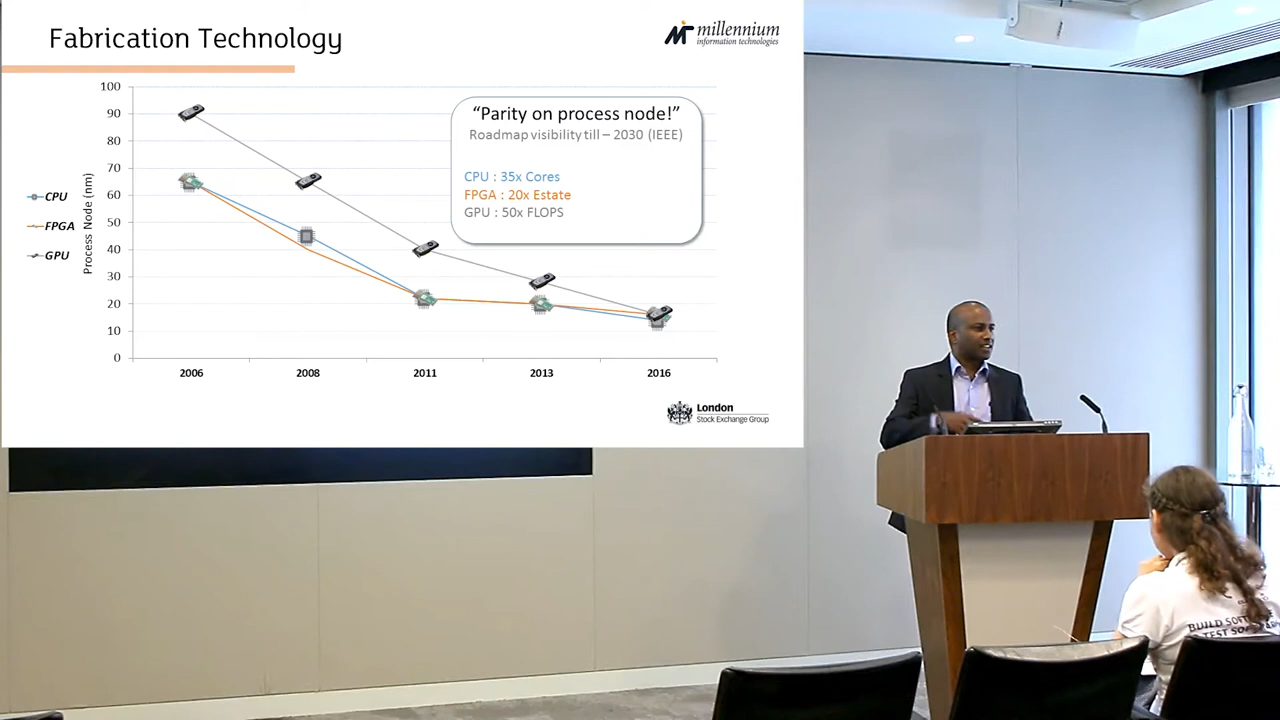 Fabrication Technology
millennium
information technologies
100
90
80
70
60
50
40
30
20
10
0
Process Node (nm)
CPU
FPGA
GPU
“Parity on process node!”
Roadmap visibility till – 2030 (IEEE)
CPU : 35x Cores
FPGA : 20x Estate
GPU : 50x FLOPS
2006
2008
2011
2013
2016
London
Stock Exchange Group
BUILD
TEST